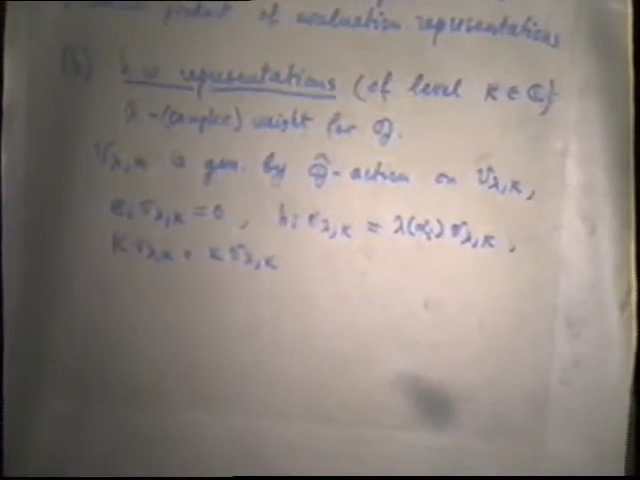 product of evaluation representations
(b) h.w representations (of level κ ∈ ℂ)
λ -(complex) weight for 𝔤.
V_{λ,κ} is gen. by 𝔤̂ - action on v_{λ,κ},
e_i v_{λ,κ} = 0 , h_i v_{λ,κ} = λ(α_i) v_{λ,κ} ,
K v_{λ,κ} = κ v_{λ,κ}